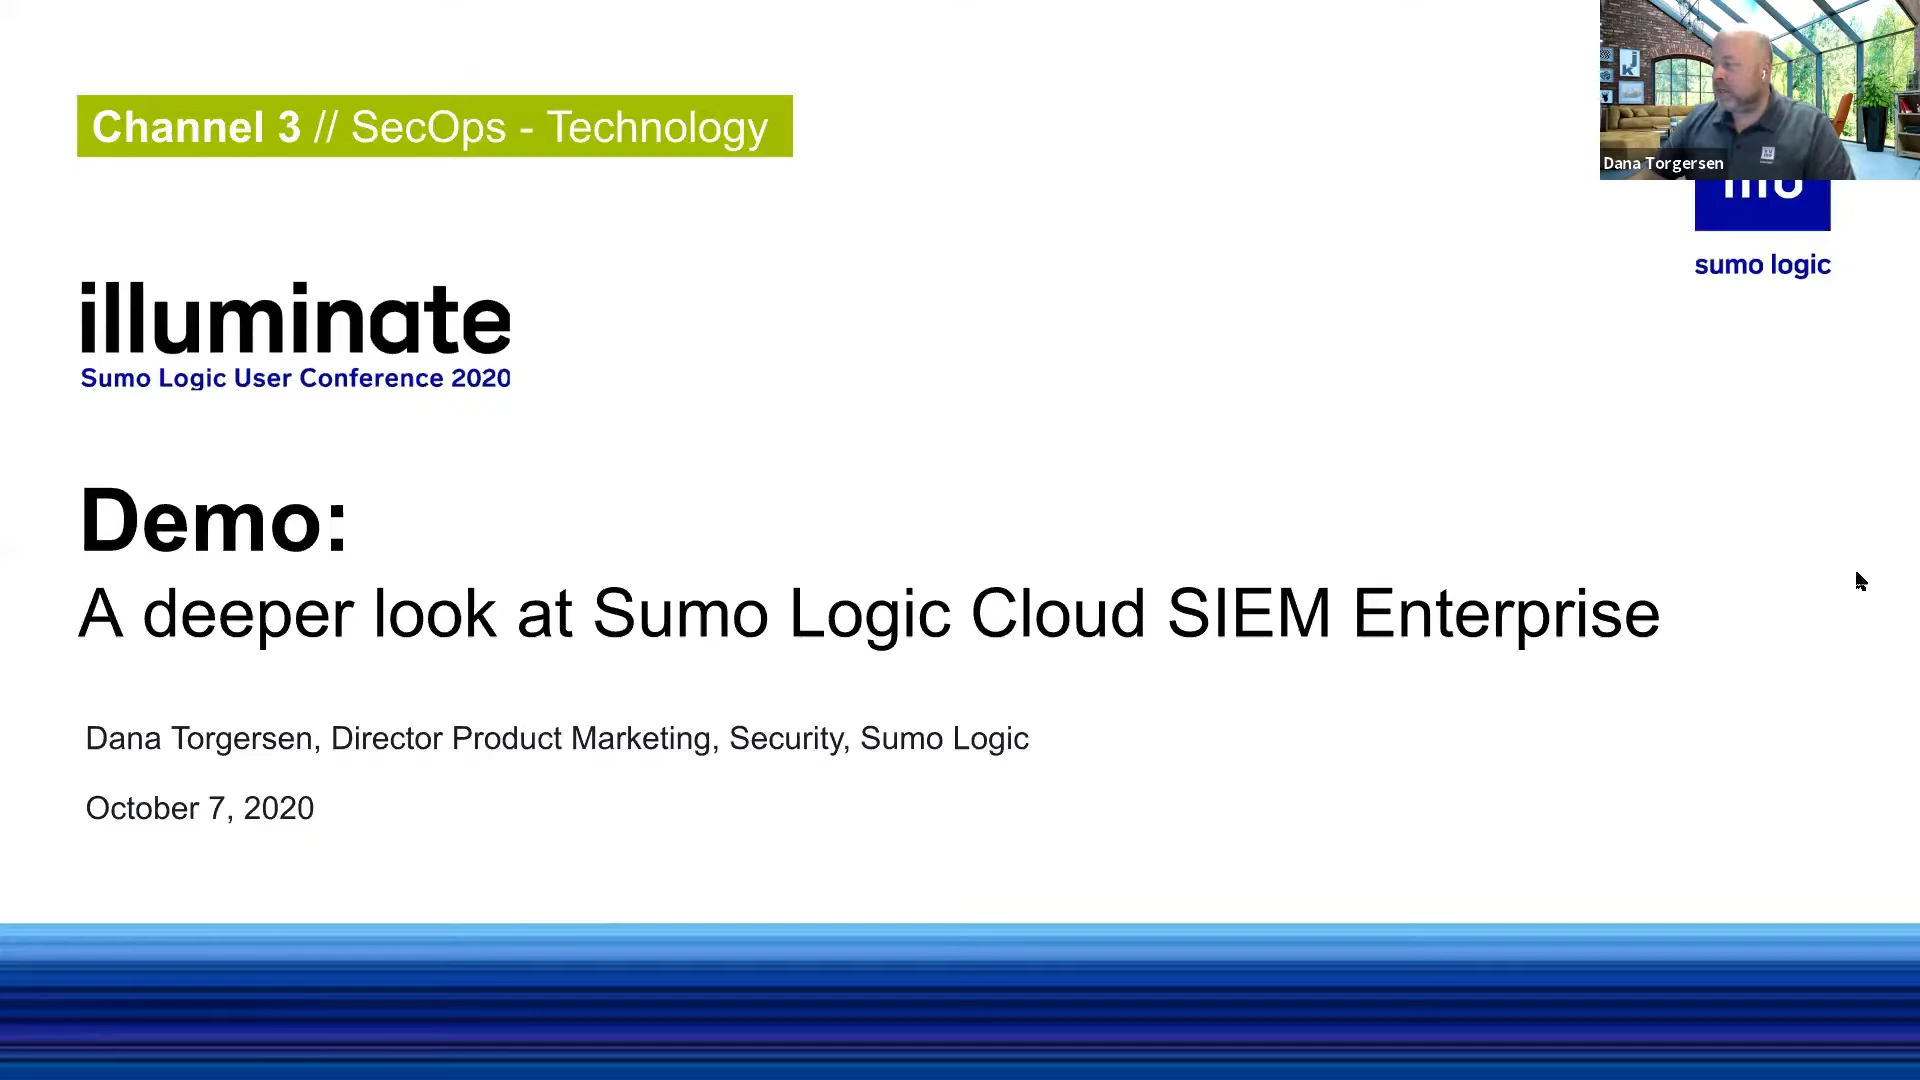 Channel 3 // SecOps - Technology
Dana Torgersen
sumo logic
illuminate
Sumo Logic User Conference 2020
Demo:
A deeper look at Sumo Logic Cloud SIEM Enterprise
Dana Torgersen, Director Product Marketing, Security, Sumo Logic
October 7, 2020